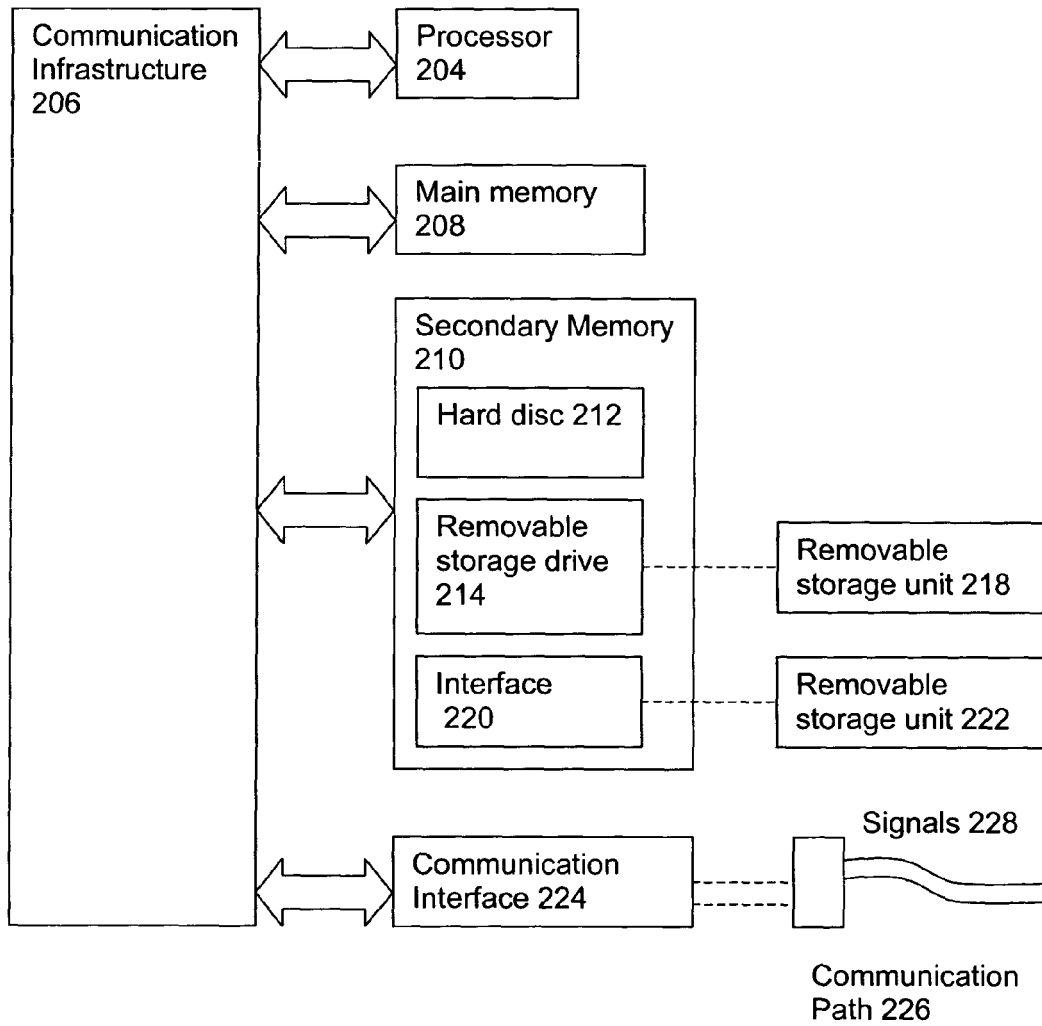 Communication
Infrastructure
206
Processor
204
Main memory
208
Secondary Memory
210
Hard disc 212
Removable
storage drive
214
Removable
storage unit 218
Interface
220
Removable
storage unit 222
Communication
Interface 224
Signals 228
Communication
Path 226